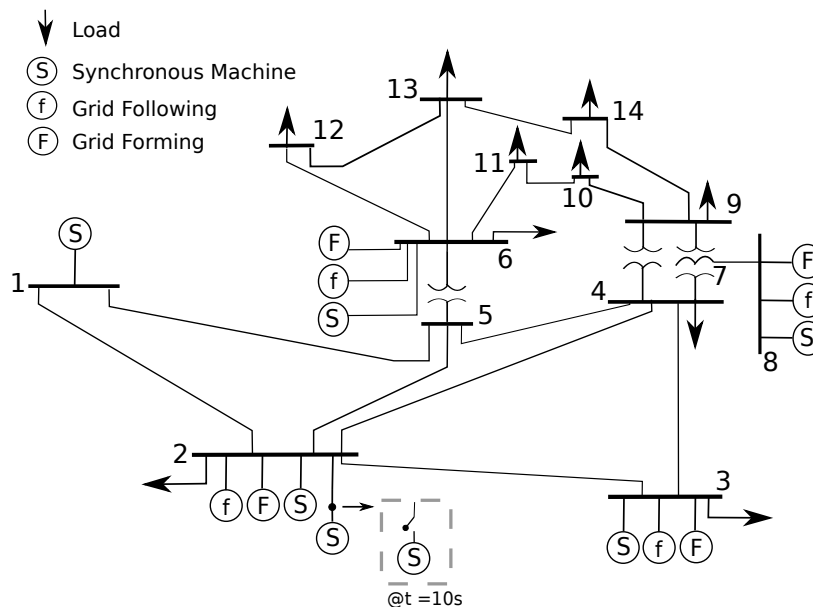 Load
S Synchronous Machine
f Grid Following
F Grid Forming
13
14
12
11
10
9
S
F
6
7
F
1
f
4
f
S
5
S
8
2
3
f F S
S
S f F
S
@t =10s